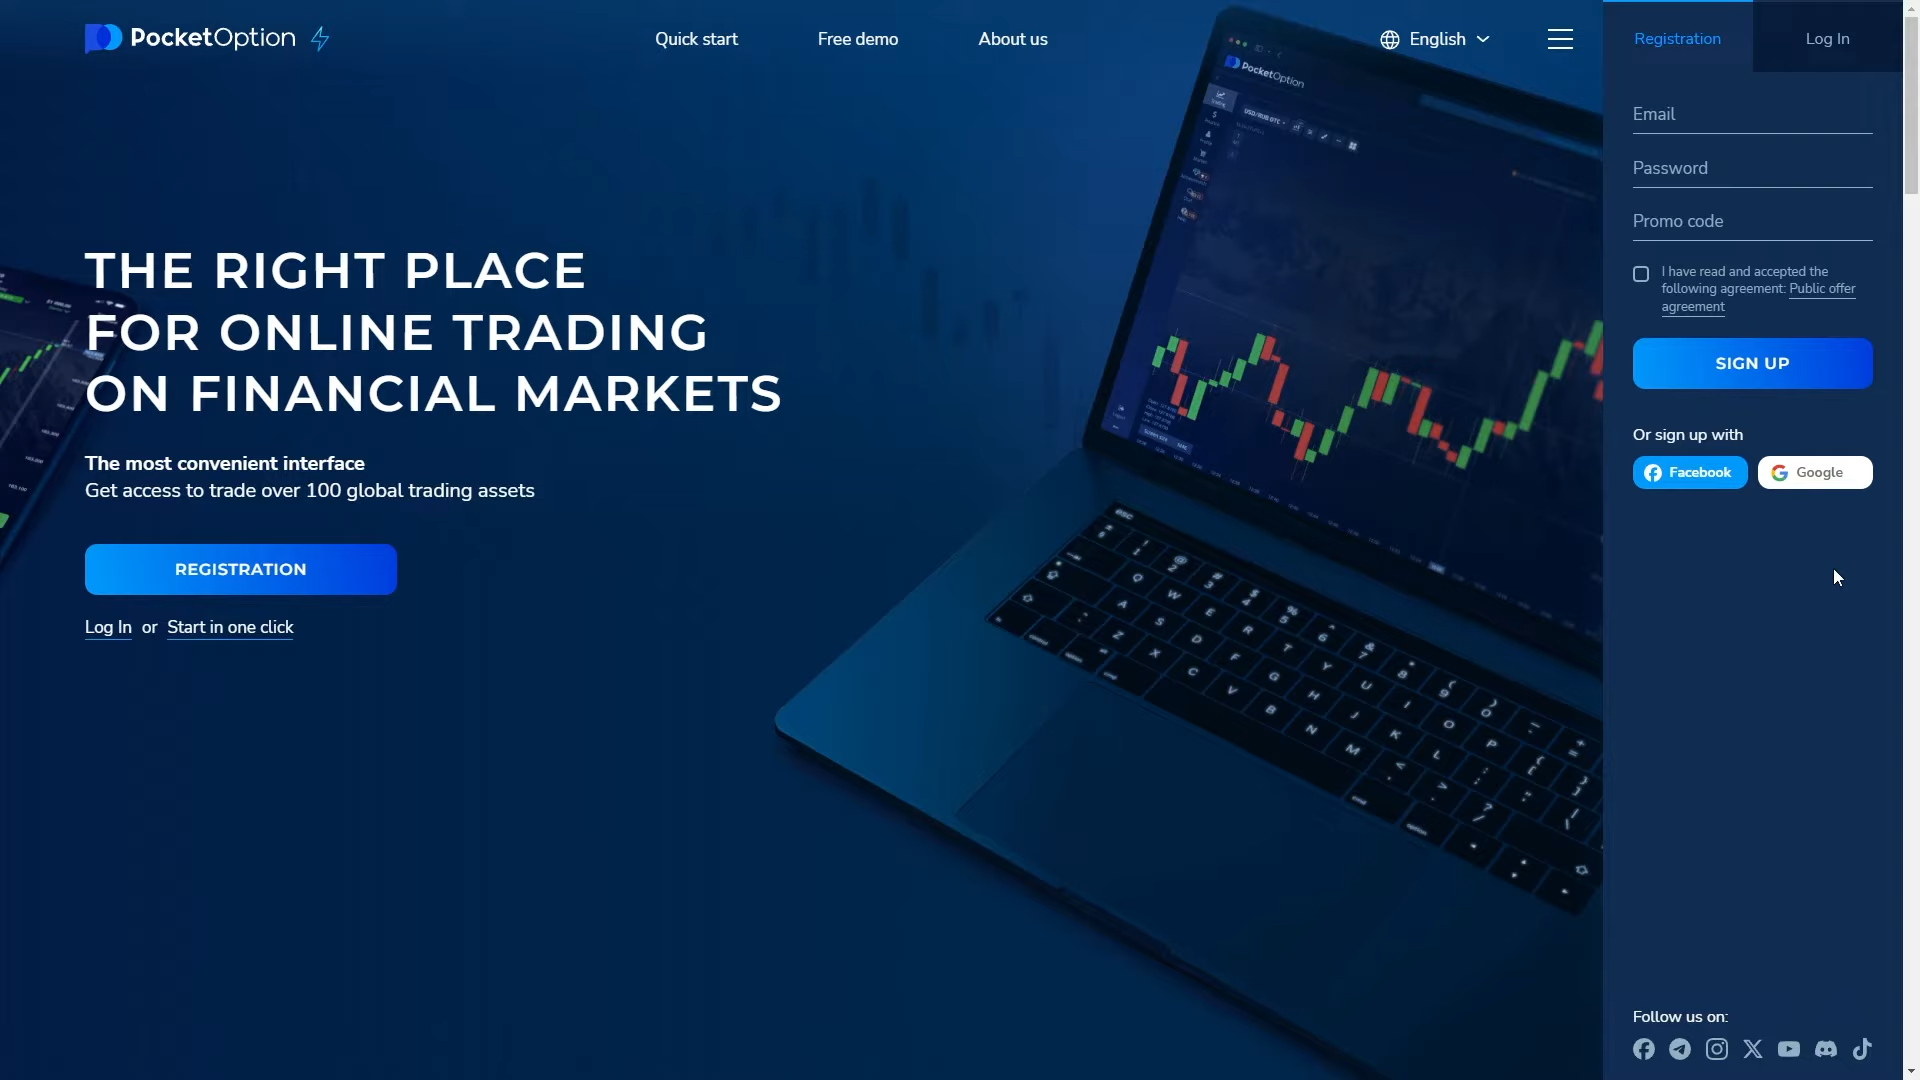 PocketOption
Quick start
Free demo
About us
English
Registration
Log In
PocketOption
Email
Password
Promo code
I have read and accepted the
following agreement: Public offer
agreement
SIGN UP
Or sign up with
Facebook
Google
THE RIGHT PLACE
FOR ONLINE TRADING
ON FINANCIAL MARKETS
The most convenient interface
Get access to trade over 100 global trading assets
REGISTRATION
Log In or Start in one click
esc
Q W E R T Y U I O P
A S D F G H J K L
Z X C V B N M
Follow us on: